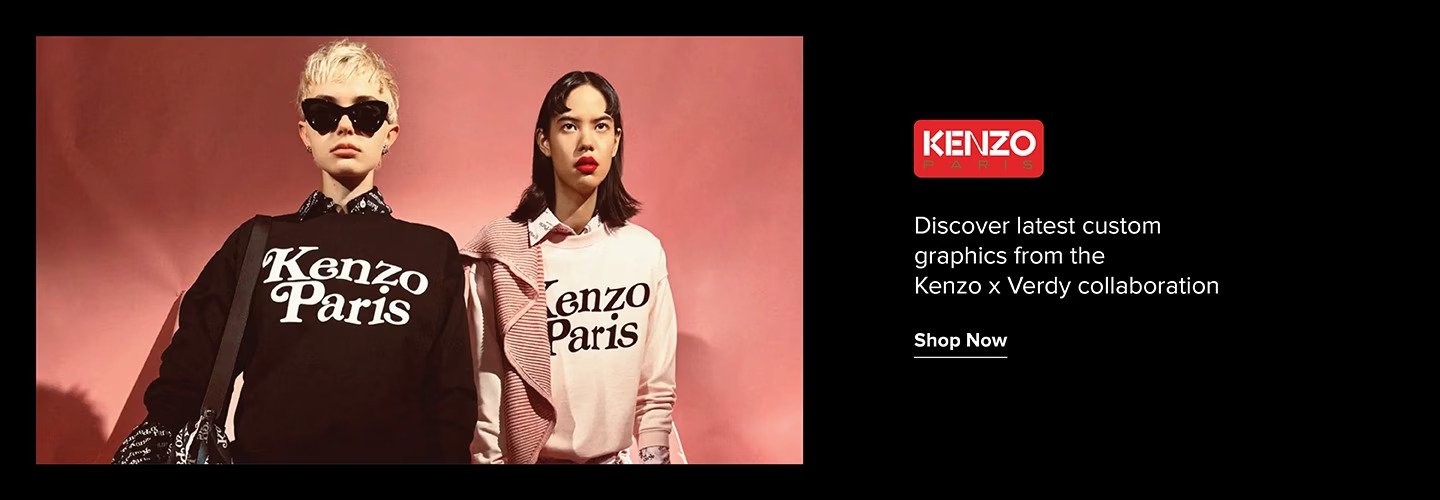 Kenzo
Paris
Kenzo
Paris
KENZO
PARIS
Discover latest custom
graphics from the
Kenzo x Verdy collaboration
Shop Now